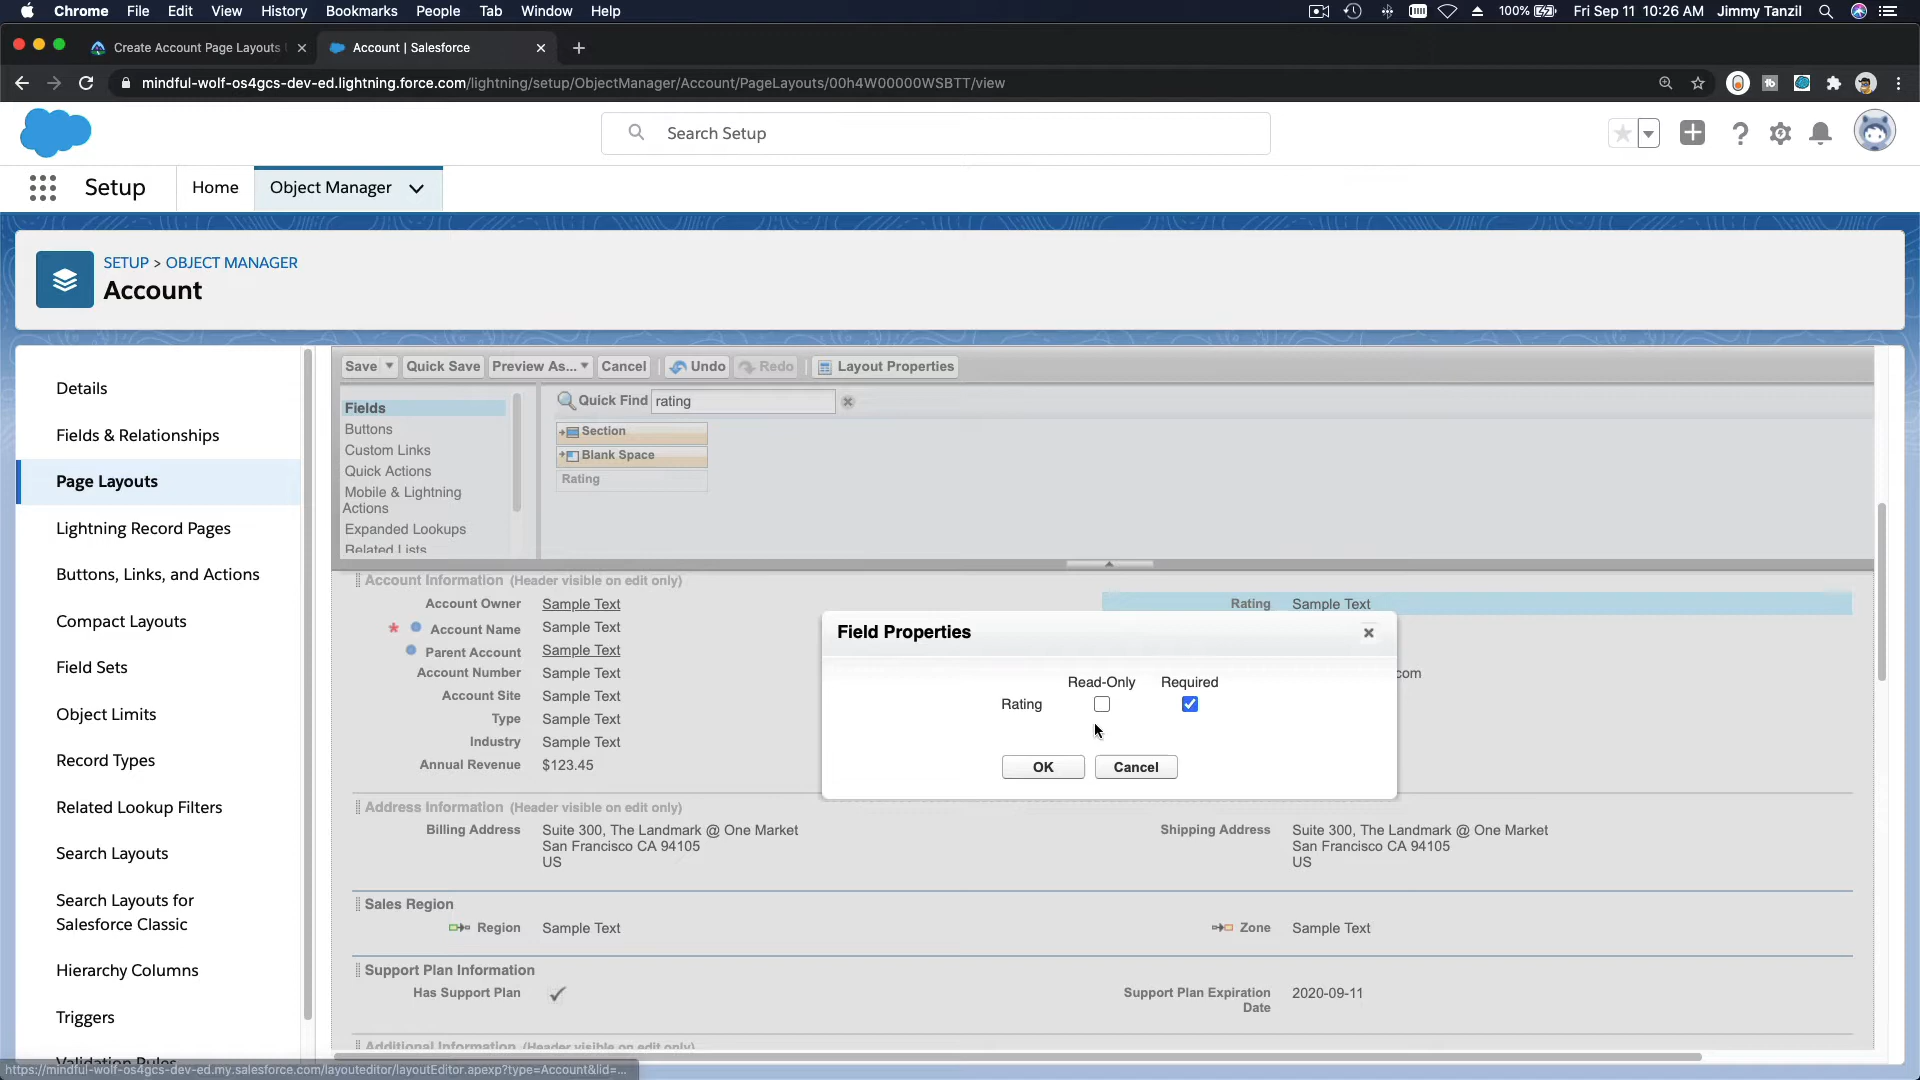 Chrome File Edit View History Bookmarks People Tab Window Help 100% Fri Sep 11 10:26 AM Jimmy Tanzil
Create Account Page Layouts Account | Salesforce
mindful-wolf-os4gcs-dev-ed.lightning.force.com/lightning/setup/ObjectManager/Account/PageLayouts/00h4W00000WSBTT/view
Search Setup
Setup Home Object Manager
SETUP > OBJECT MANAGER
Account
Details
Fields & Relationships
Page Layouts
Lightning Record Pages
Buttons, Links, and Actions
Compact Layouts
Field Sets
Object Limits
Record Types
Related Lookup Filters
Search Layouts
Search Layouts for
Salesforce Classic
Hierarchy Columns
Triggers
Validation Rules
Save Quick Save Preview As... Cancel Undo Redo Layout Properties
Fields
Buttons
Custom Links
Quick Actions
Mobile & Lightning
Actions
Expanded Lookups
Related Lists
Quick Find rating
Section
Blank Space
Rating
Account Information (Header visible on edit only)
Account Owner Sample Text Rating Sample Text
* Account Name Sample Text
Parent Account Sample Text
Account Number Sample Text com
Account Site Sample Text
Type Sample Text
Industry Sample Text
Annual Revenue $123.45
Field Properties
Read-Only Required
Rating
OK Cancel
Address Information (Header visible on edit only)
Billing Address Suite 300, The Landmark @ One Market Shipping Address Suite 300, The Landmark @ One Market
San Francisco CA 94105 San Francisco CA 94105
US US
Sales Region
Region Sample Text Zone Sample Text
Support Plan Information
Has Support Plan Support Plan Expiration 2020-09-11
Date
Additional Information (Header visible on edit only)
https://mindful-wolf-os4gcs-dev-ed.my.salesforce.com/layouteditor/layoutEditor.apexp?type=Account&lid=...